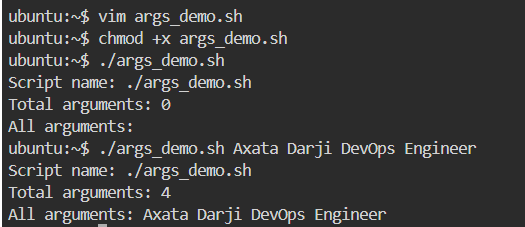 ubuntu:~$ vim args_demo.sh
ubuntu:~$ chmod +x args_demo.sh
ubuntu:~$ ./args_demo.sh
Script name: ./args_demo.sh
Total arguments: 0
All arguments:
ubuntu:~$ ./args_demo.sh Axata Darji DevOps Engineer
Script name: ./args_demo.sh
Total arguments: 4
All arguments: Axata Darji DevOps Engineer